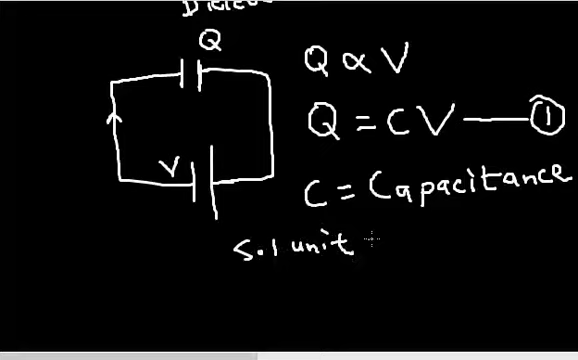 Q
Q ∝ V
Q = CV —— ①
V
C = Capacitance
S.I unit